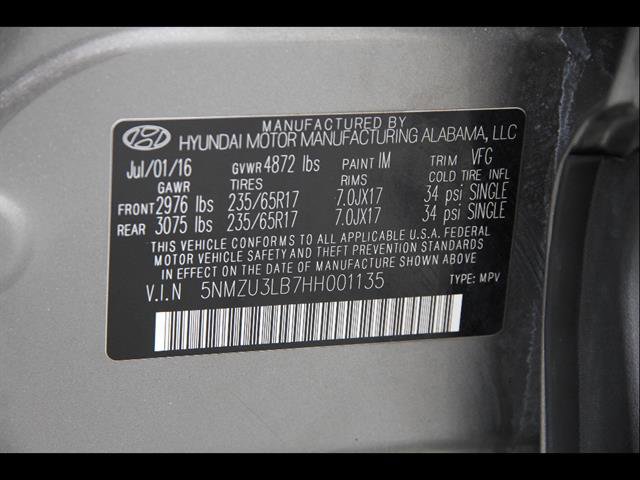 MANUFACTURED BY
HYUNDAI MOTOR MANUFACTURING ALABAMA, LLC
Jul/01/16 GVWR 4872 lbs PAINT IM TRIM VFG
GAWR TIRES RIMS COLD TIRE INFL
FRONT 2976 lbs 235/65R17 7.0JX17 34 psi SINGLE
REAR 3075 lbs 235/65R17 7.0JX17 34 psi SINGLE
THIS VEHICLE CONFORMS TO ALL APPLICABLE U.S.A. FEDERAL
MOTOR VEHICLE SAFETY AND THEFT PREVENTION STANDARDS
IN EFFECT ON THE DATE OF MANUFACTURE SHOWN ABOVE.
V.I.N 5NMZU3LB7HH001135 TYPE: MPV